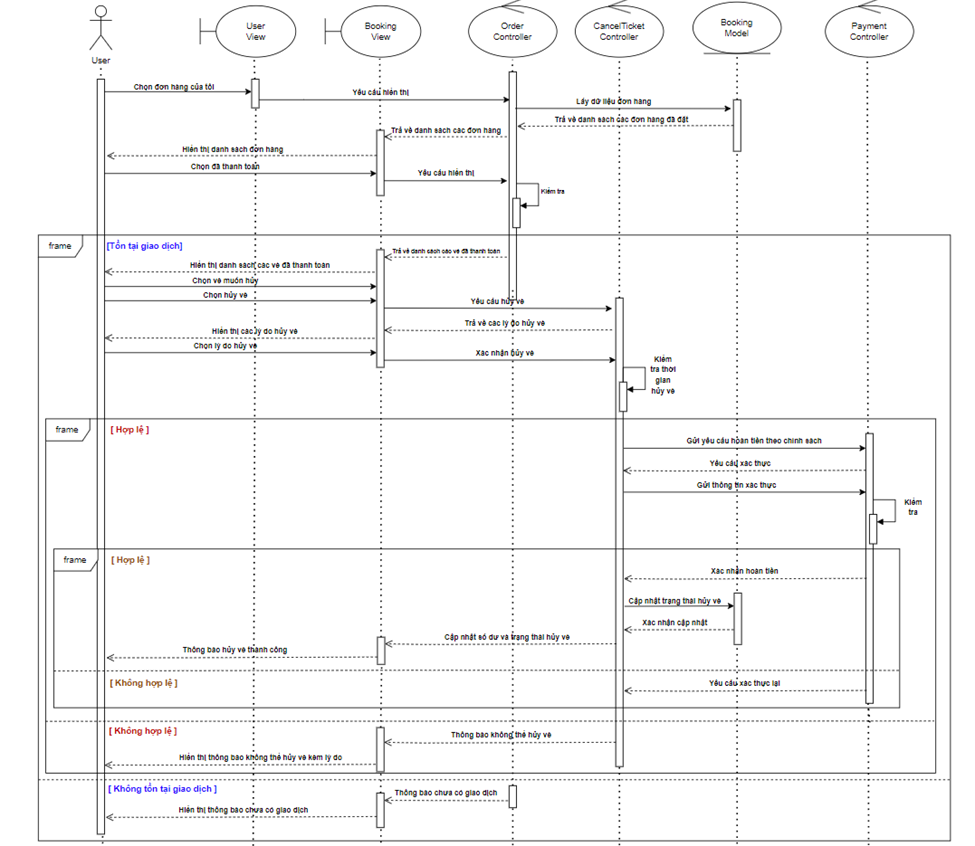 User
View
Booking
View
Order
Controller
CancelTicket
Controller
Booking
Model
Payment
Controller
User
Chọn đơn hàng của tôi
Yêu cầu hiển thị
Lấy dữ liệu đơn hàng
Trả về danh sách các đơn hàng đã đặt
Trả về danh sách các đơn hàng
Hiển thị danh sách đơn hàng
Chọn đã thanh toán
Yêu cầu hiển thị
Kiểm tra
frame
[Tồn tại giao dịch]
Trả về danh sách các vé đã thanh toán
Hiển thị danh sách các vé đã thanh toán
Chọn vé muốn hủy
Chọn hủy vé
Yêu cầu hủy vé
Trả về các lý do hủy vé
Hiển thị các lý do hủy vé
Chọn lý do hủy vé
Xác nhận hủy vé
Kiểm
tra thời
gian
hủy vé
frame
[ Hợp lệ ]
Gửi yêu cầu hoàn tiền theo chính sách
Yêu cầu xác thực
Gửi thông tin xác thực
Kiểm
tra
frame
[ Hợp lệ ]
Xác nhận hoàn tiền
Cập nhật trạng thái hủy vé
Xác nhận cập nhật
Cập nhật số dư và trạng thái hủy vé
Thông báo hủy vé thành công
[ Không hợp lệ ]
Yêu cầu xác thực lại
[ Không hợp lệ ]
Thông báo không thể hủy vé
Hiển thị thông báo không thể hủy vé kèm lý do
[ Không tồn tại giao dịch ]
Thông báo chưa có giao dịch
Hiển thị thông báo chưa có giao dịch